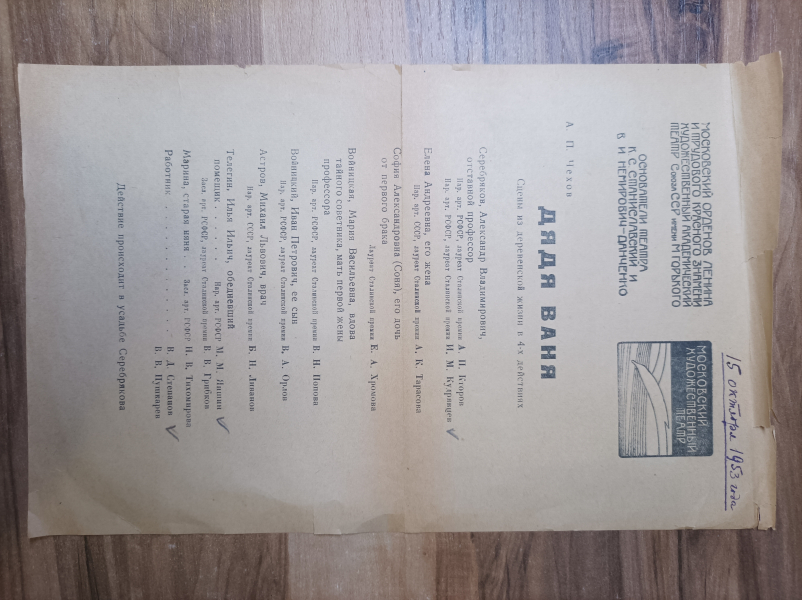 15 октября 1953 года
МОСКОВСКИЙ ОРДЕНОВ ЛЕНИНА
И ТРУДОВОГО КРАСНОГО ЗНАМЕНИ
ХУДОЖЕСТВЕННЫЙ АКАДЕМИЧЕСКИЙ
ТЕАТР СОЮЗА ССР ИМЕНИ М ГОРЬКОГО
ОСНОВАТЕЛИ ТЕАТРА
К С СТАНИСЛАВСКИЙ И
В И НЕМИРОВИЧ-ДАНЧЕНКО
МОСКОВСКИЙ
ХУДОЖЕСТВЕННЫЙ
ТЕАТР
А. П. Чехов
ДЯДЯ ВАНЯ
Сцены из деревенской жизни в 4-х действиях
Серебряков, Александр Владимирович,
отставной профессор
Нар. арт. РСФСР, лауреат Сталинской премии А. П. Кторов
Нар. арт. РСФСР, лауреат Сталинской премии И. М. Кудрявцев
Елена Андреевна, его жена
Нар. арт. СССР, лауреат Сталинской премии А. К. Тарасова
София Александровна (Соня), его дочь
от первого брака
Лауреат Сталинской премии Е. А. Хромова
Войницкая, Мария Васильевна, вдова
тайного советника, мать первой жены
профессора
Нар. арт. РСФСР, лауреат Сталинской премии В. Н. Попова
Войницкий, Иван Петрович, ее сын
Нар. арт. РСФСР, лауреат Сталинской премии В. А. Орлов
Астров, Михаил Львович, врач
Нар. арт. СССР, лауреат Сталинской премии Б. Н. Ливанов
Телегин, Илья Ильич, обедневший
помещик . . . . . . Нар. арт. РСФСР М. М. Яншин
Засл. арт. РСФСР, лауреат Сталинской премии В. В. Грибков
Марина, старая няня . . Засл. арт. РСФСР Н. В. Тихомирова
Работник . . . . . . . . . . В. Д. Степанов
Б. В. Пушкарев
Действие происходит в усадьбе Серебрякова